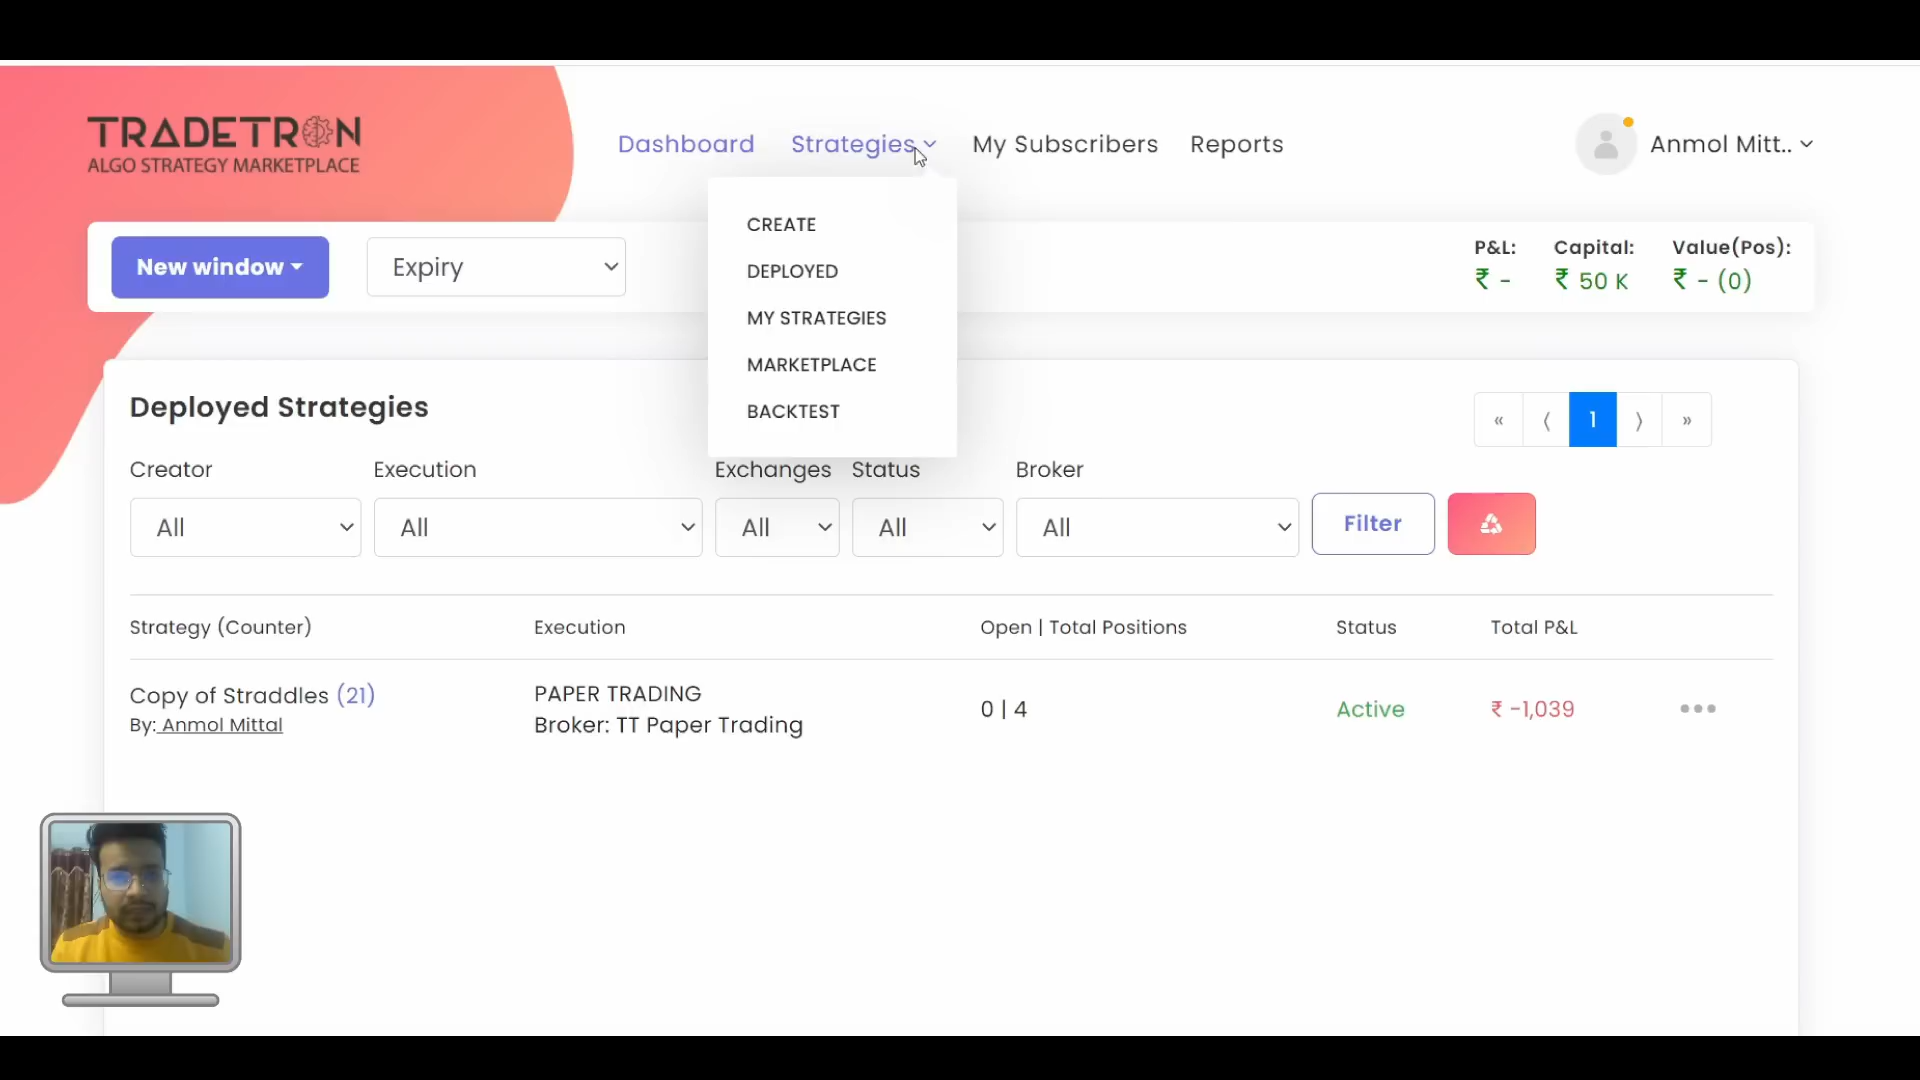 TRADETRON
ALGO STRATEGY MARKETPLACE
Dashboard Strategies My Subscribers Reports Anmol Mitt..
CREATE
DEPLOYED
MY STRATEGIES
MARKETPLACE
BACKTEST
New window Expiry
P&L: Capital: Value(Pos):
₹ - ₹ 50 K ₹ - (0)
Deployed Strategies
« ⟨ 1 ⟩ »
Creator Execution Exchanges Status Broker
All All All All All Filter
Strategy (Counter) Execution Open | Total Positions Status Total P&L
Copy of Straddles (21) PAPER TRADING 0 | 4 Active ₹ -1,039
By: Anmol Mittal Broker: TT Paper Trading